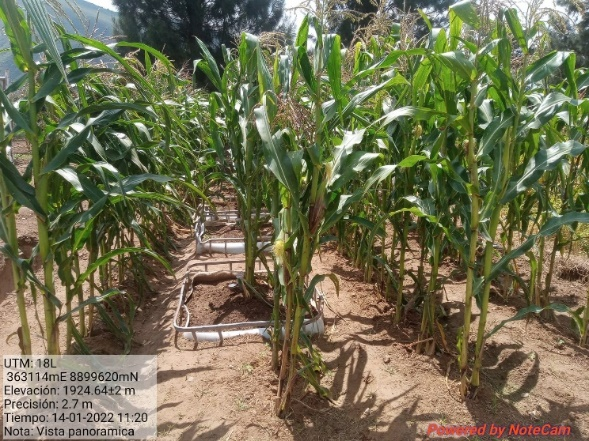 UTM: 18L
363114mE 8899620mN
Elevación: 1924.64±2 m
Precisión: 2.7 m
Tiempo: 14-01-2022 11:20
Nota: Vista panoramica
Powered by NoteCam